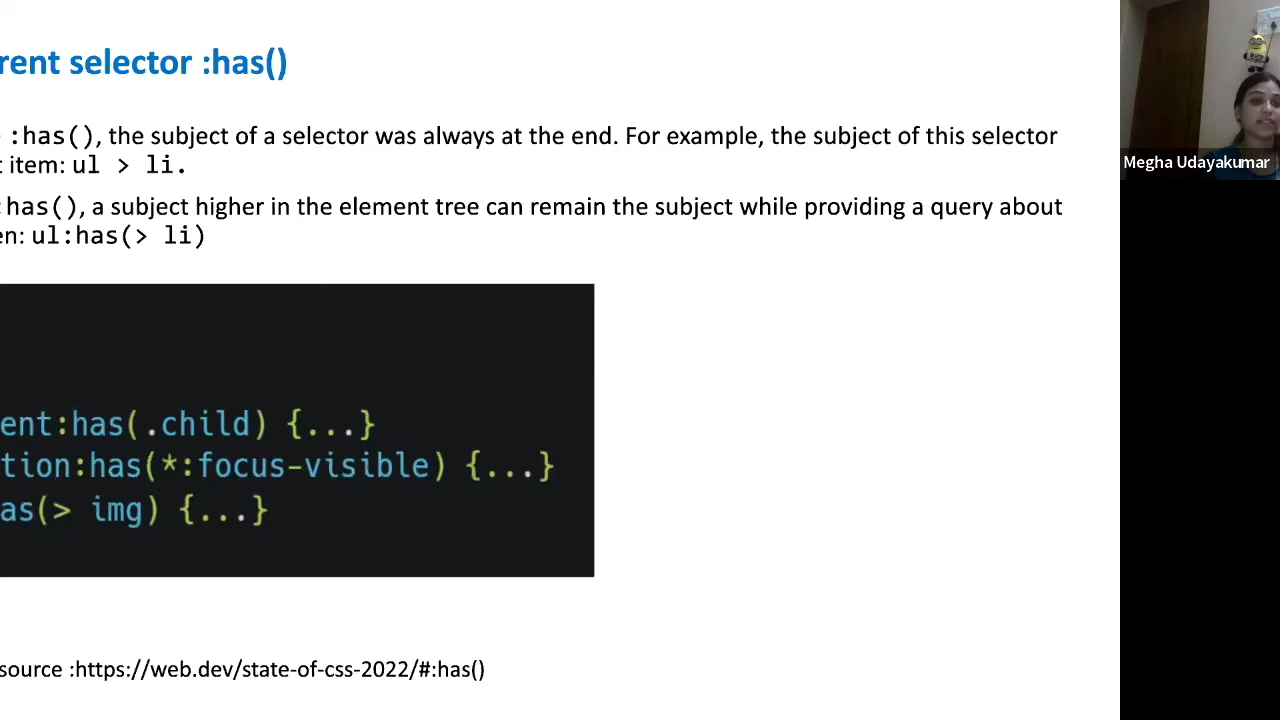 rent selector :has()
:has(), the subject of a selector was always at the end. For example, the subject of this selector
t item: ul > li.
:has(), a subject higher in the element tree can remain the subject while providing a query about
en: ul:has(> li)
ent:has(.child) {...}
tion:has(*:focus-visible) {...}
as(> img) {...}
source :https://web.dev/state-of-css-2022/#:has()
Megha Udayakumar